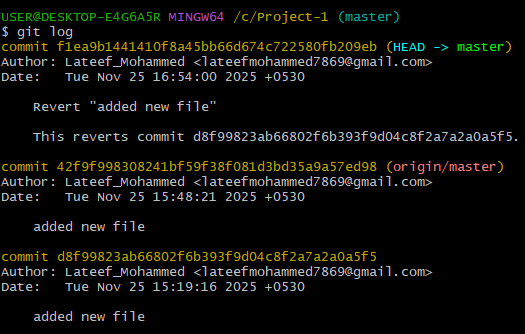 USER@DESKTOP-E4G6A5R MINGW64 /c/Project-1 (master)
$ git log
commit f1ea9b1441410f8a45bb66d674c722580fb209eb (HEAD -> master)
Author: Lateef_Mohammed <lateefmohammed7869@gmail.com>
Date:   Tue Nov 25 16:54:00 2025 +0530

    Revert "added new file"

    This reverts commit d8f99823ab66802f6b393f9d04c8f2a7a2a0a5f5.

commit 42f9f998308241bf59f38f081d3bd35a9a57ed98 (origin/master)
Author: Lateef_Mohammed <lateefmohammed7869@gmail.com>
Date:   Tue Nov 25 15:48:21 2025 +0530

    added new file

commit d8f99823ab66802f6b393f9d04c8f2a7a2a0a5f5
Author: Lateef_Mohammed <lateefmohammed7869@gmail.com>
Date:   Tue Nov 25 15:19:16 2025 +0530

    added new file